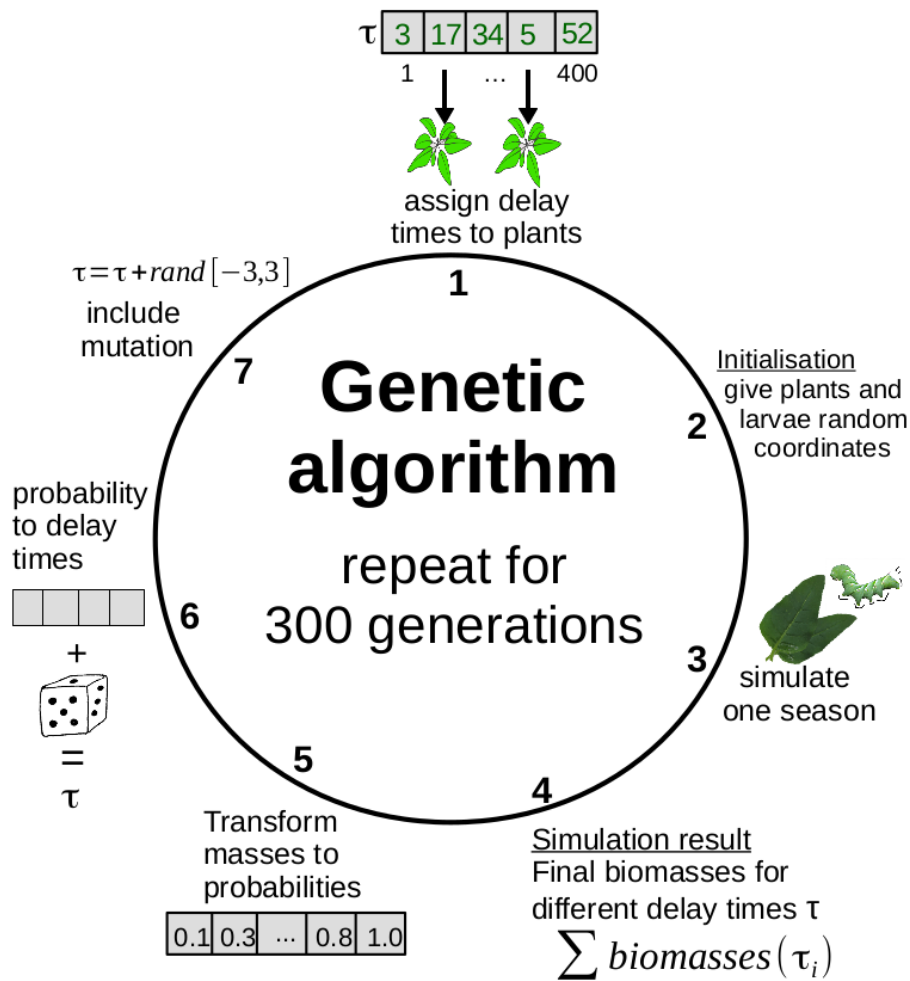 τ 3 17 34 5 52
1 ... 400
assign delay
times to plants
1
Initialisation
give plants and
larvae random
coordinates
2
3
simulate
one season
4
Simulation result
Final biomasses for
different delay times τ
∑ biomasses(τᵢ)
5
Transform
masses to
probabilities
0.1 0.3 ... 0.8 1.0
6
probability
to delay
times
+
=
τ
7
τ=τ+rand[−3,3]
include
mutation
Genetic
algorithm
repeat for
300 generations